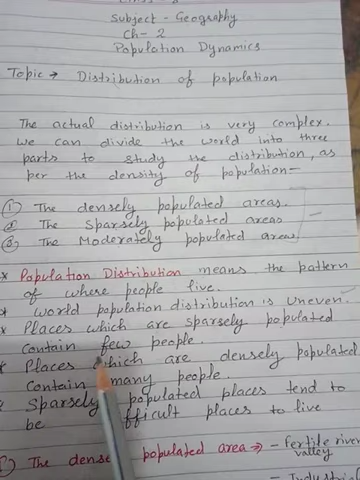 Subject - Geography
Ch- 2
Population Dynamics
Topic → Distribution of population
The actual distribution is very complex.
We can divide the world into three
parts to study the distribution, as
per the density of population-
① The densely populated areas.
② The Sparsely populated areas
③ The Moderately populated areas
* Population Distribution means the pattern
of where people live.
* World population distribution is Uneven.
* Places which are sparsely populated
contain few people.
* Places which are densely populated
contain many people.
* Sparsely populated places tend to
be difficult places to live
The densely populated area → - fertile river
valley
- Industrial